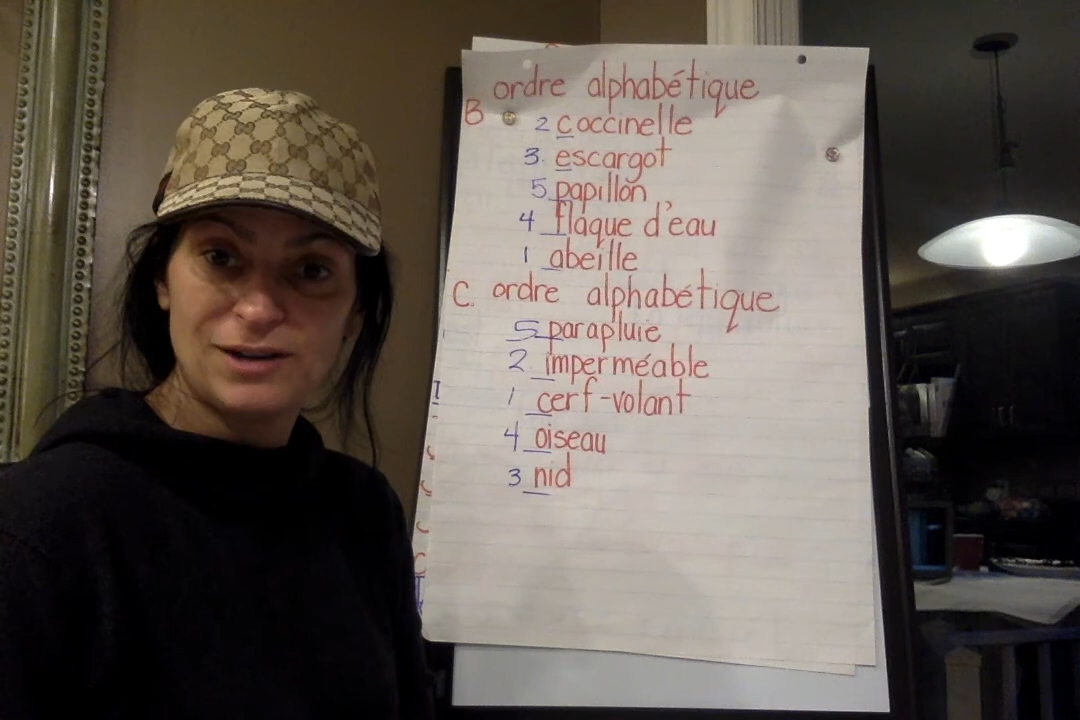 ordre alphabétique
B
2 coccinelle
3. escargot
5 papillon
4 flaque d'eau
1 abeille
C. ordre alphabétique
5 parapluie
2 imperméable
1 cerf-volant
4 oiseau
3 nid